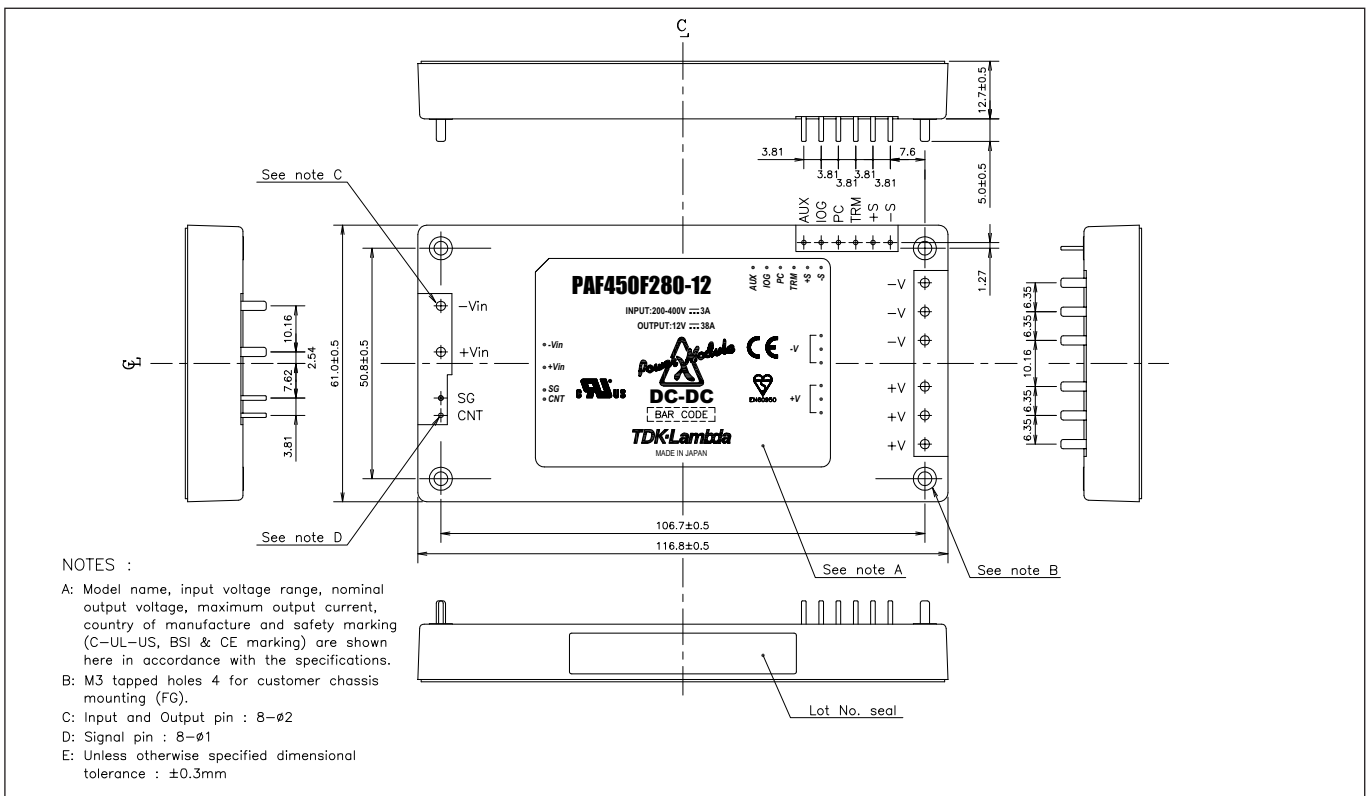 C
L
12.7±0.5
3.81
7.6
3.81 3.81
3.81 3.81
5.0±0.5
See note C
AUX
IOG
PC
TRM
+S
-S
1.27
PAF450F280-12
AUX
IOG
PC
TRM
+S
-S
INPUT:200-400V 3A
OUTPUT:12V 38A
-Vin
+Vin
SG
CNT
-Vin
+Vin
SG
CNT
Power Module
DC-DC
BAR CODE
TDK·Lambda
MADE IN JAPAN
C UL US
CE
EN60950
-V
+V
-V
-V
-V
+V
+V
+V
10.16
2.54
7.62
3.81
61.0±0.5
50.8±0.5
C
L
6.35
6.35
10.16
6.35
6.35
106.7±0.5
116.8±0.5
See note D
See note A
See note B
Lot No. seal
NOTES :
A: Model name, input voltage range, nominal
output voltage, maximum output current,
country of manufacture and safety marking
(C-UL-US, BSI & CE marking) are shown
here in accordance with the specifications.
B: M3 tapped holes 4 for customer chassis
mounting (FG).
C: Input and Output pin : 8-ø2
D: Signal pin : 8-ø1
E: Unless otherwise specified dimensional
tolerance : ±0.3mm